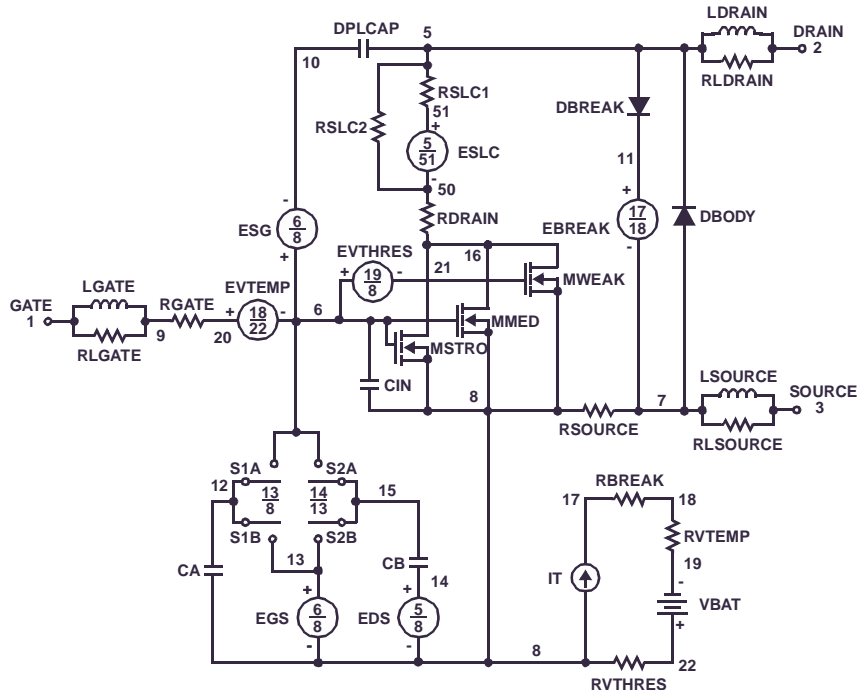 LDRAIN
DPLCAP 5 DRAIN
10 2
RLDRAIN
RSLC1
51
DBREAK
RSLC2
+
5
51
ESLC
-
50
11
- +
ESG 6
8
RDRAIN
EBREAK 17
18
DBODY
+
EVTHRES
16
-
+ 19
8 - 21 MWEAK
LGATE EVTEMP
GATE RGATE + 18
22 - 6
1 MMED
9 20
RLGATE
MSTRO
CIN
8 7 LSOURCE
SOURCE
3
RSOURCE
RLSOURCE
S1A S2A
12 13
8 14
13 15
S1B S2B
RBREAK
17 18
RVTEMP
13 CB 19
CA 14 IT -
+ +
EGS 6
8 EDS 5
8 VBAT
- - +
8 22
RVTHRES